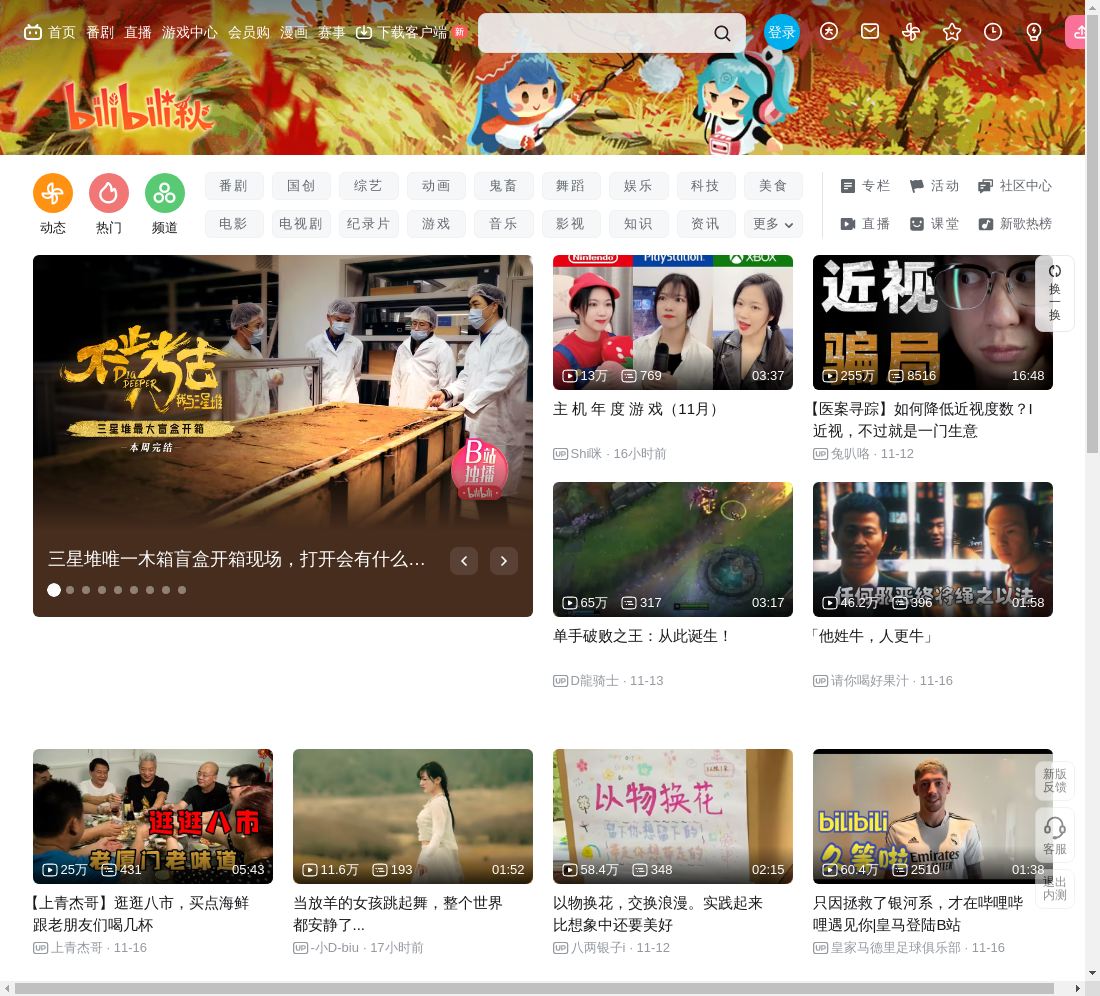 首页 番剧 直播 游戏中心 会员购 漫画 赛事 下载客户端 新
登录
bilibili秋
动态 热门 频道
番剧 国创 综艺 动画 鬼畜 舞蹈 娱乐 科技 美食
电影 电视剧 纪录片 游戏 音乐 影视 知识 资讯 更多
专栏 活动 社区中心
直播 课堂 新歌热榜
不止考古
DIG DEEPER
我与三星堆
三星堆最大盲盒开箱
本周完结
B站
独播
bilibili
三星堆唯一木箱盲盒开箱现场，打开会有什么…
Nintendo PlayStation XBOX
13万 769 03:37
主 机 年 度 游 戏（11月）
UP Shi咪 · 16小时前
近视
骗局
255万 8516 16:48
【医案寻踪】如何降低近视度数？I
近视，不过就是一门生意
UP 兔叭咯 · 11-12
换一换
65万 317 03:17
单手破败之王：从此诞生！
UP D龍骑士 · 11-13
任何邪恶终将绳之以法
46.2万 396 01:58
「他姓牛，人更牛」
UP 请你喝好果汁 · 11-16
逛逛八市
老厦门老味道
25万 431 05:43
【上青杰哥】逛逛八市，买点海鲜
跟老朋友们喝几杯
UP 上青杰哥 · 11-16
11.6万 193 01:52
当放羊的女孩跳起舞，整个世界
都安静了...
UP -小D-biu · 17小时前
以物换花
留下你想留下的
带走你想带走的
58.4万 348 02:15
以物换花，交换浪漫。实践起来
比想象中还要美好
UP 八两银子i · 11-12
bilibili
久等啦
Emirates
60.4万 2510 01:38
只因拯救了银河系，才在哔哩哔
哩遇见你|皇马登陆B站
UP 皇家马德里足球俱乐部 · 11-16
新版
反馈
客服
退出
内测